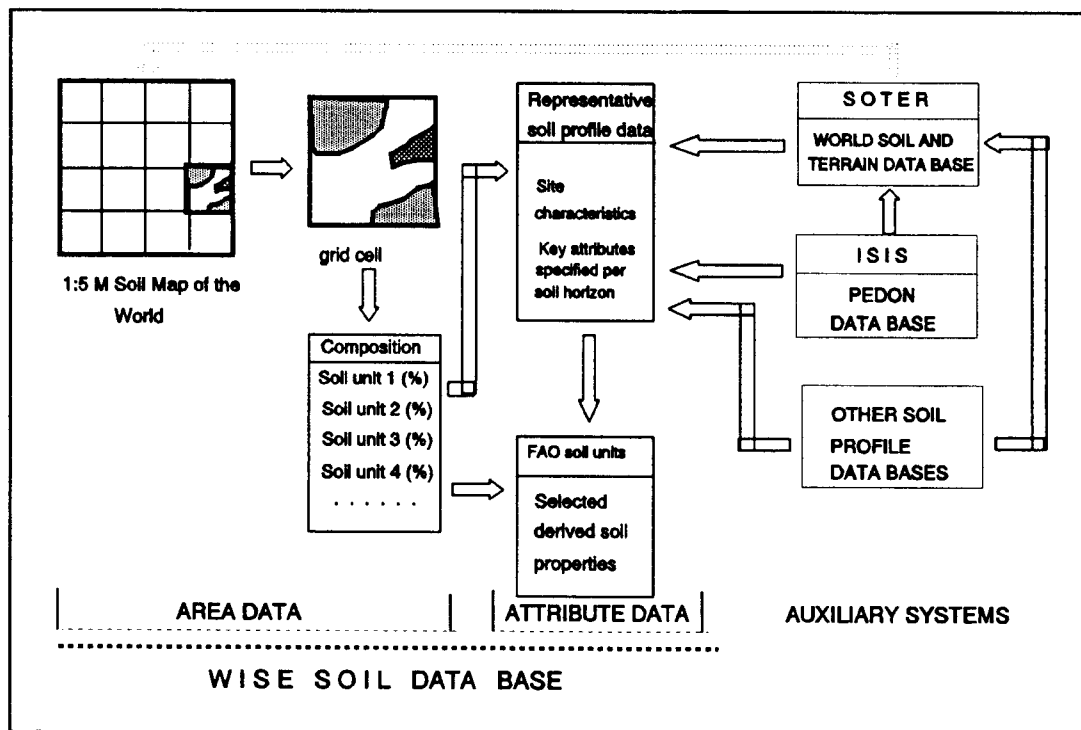 1:5 M Soil Map of the
World
grid cell
Composition
Soil unit 1 (%)
Soil unit 2 (%)
Soil unit 3 (%)
Soil unit 4 (%)
. . . . . .
Representative
soil profile data
Site
characteristics
Key attributes
specified per
soil horizon
FAO soil units
Selected
derived soil
properties
SOTER
WORLD SOIL AND
TERRAIN DATA BASE
ISIS
PEDON
DATA BASE
OTHER SOIL
PROFILE
DATA BASES
AREA DATA
ATTRIBUTE DATA
AUXILIARY SYSTEMS
WISE SOIL DATA BASE